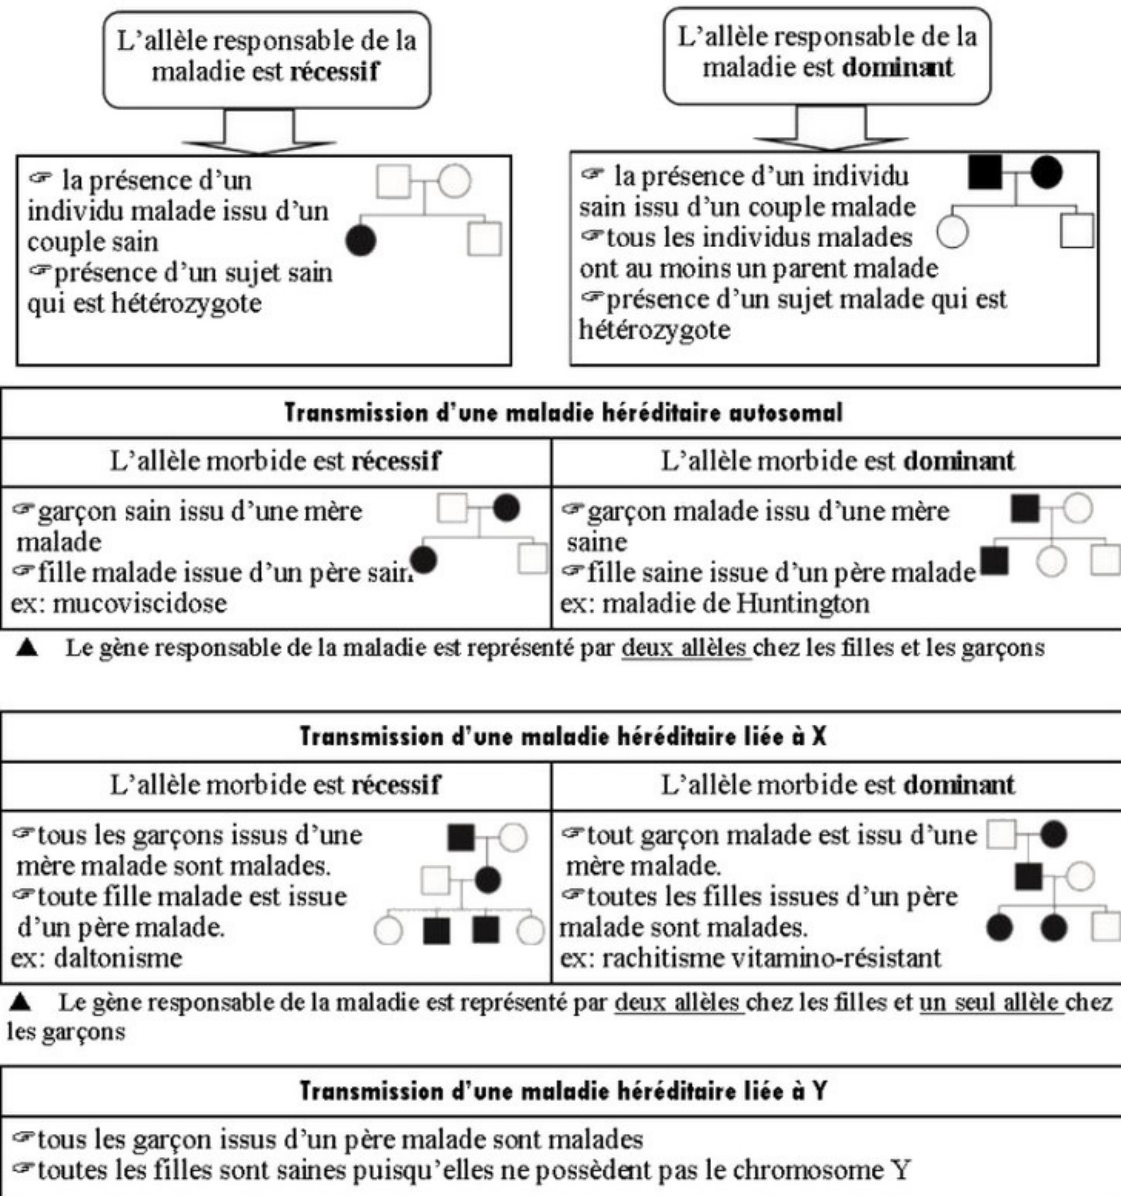 L'allèle responsable de la
maladie est récessif
L'allèle responsable de la
maladie est dominant
☞ la présence d'un
individu malade issu d'un
couple sain
☞présence d'un sujet sain
qui est hétérozygote
☞ la présence d'un individu
sain issu d'un couple malade
☞tous les individus malades
ont au moins un parent malade
☞présence d'un sujet malade qui est
hétérozygote
Transmission d'une maladie héréditaire autosomal
L'allèle morbide est récessif
L'allèle morbide est dominant
☞garçon sain issu d'une mère
malade
☞fille malade issue d'un père sain
ex: mucoviscidose
☞garçon malade issu d'une mère
saine
☞fille saine issue d'un père malade
ex: maladie de Huntington
▲ Le gène responsable de la maladie est représenté par deux allèles chez les filles et les garçons
Transmission d'une maladie héréditaire liée à X
L'allèle morbide est récessif
L'allèle morbide est dominant
☞tous les garçons issus d'une
mère malade sont malades.
☞toute fille malade est issue
d'un père malade.
ex: daltonisme
☞tout garçon malade est issu d'une
mère malade.
☞toutes les filles issues d'un père
malade sont malades.
ex: rachitisme vitamino-résistant
▲ Le gène responsable de la maladie est représenté par deux allèles chez les filles et un seul allèle chez
les garçons
Transmission d'une maladie héréditaire liée à Y
☞tous les garçon issus d'un père malade sont malades
☞toutes les filles sont saines puisqu'elles ne possèdent pas le chromosome Y